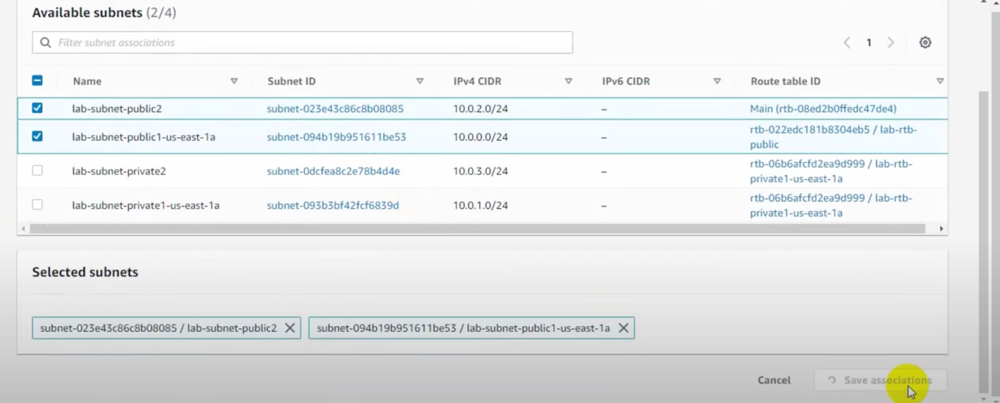 Available subnets (2/4)
Filter subnet associations
1
Name Subnet ID IPv4 CIDR IPv6 CIDR Route table ID
lab-subnet-public2 subnet-023e43c86c8b08085 10.0.2.0/24 – Main (rtb-08ed2b0ffedc47de4)
lab-subnet-public1-us-east-1a subnet-094b19b951611be53 10.0.0.0/24 – rtb-022edc181b8304eb5 / lab-rtb-
public
lab-subnet-private2 subnet-0dcfea8c2e78b4d4e 10.0.3.0/24 – rtb-06b6afcfd2ea9d999 / lab-rtb-
private1-us-east-1a
lab-subnet-private1-us-east-1a subnet-093b3bf42fcf6839d 10.0.1.0/24 – rtb-06b6afcfd2ea9d999 / lab-rtb-
private1-us-east-1a
Selected subnets
subnet-023e43c86c8b08085 / lab-subnet-public2 subnet-094b19b951611be53 / lab-subnet-public1-us-east-1a
Cancel Save associations